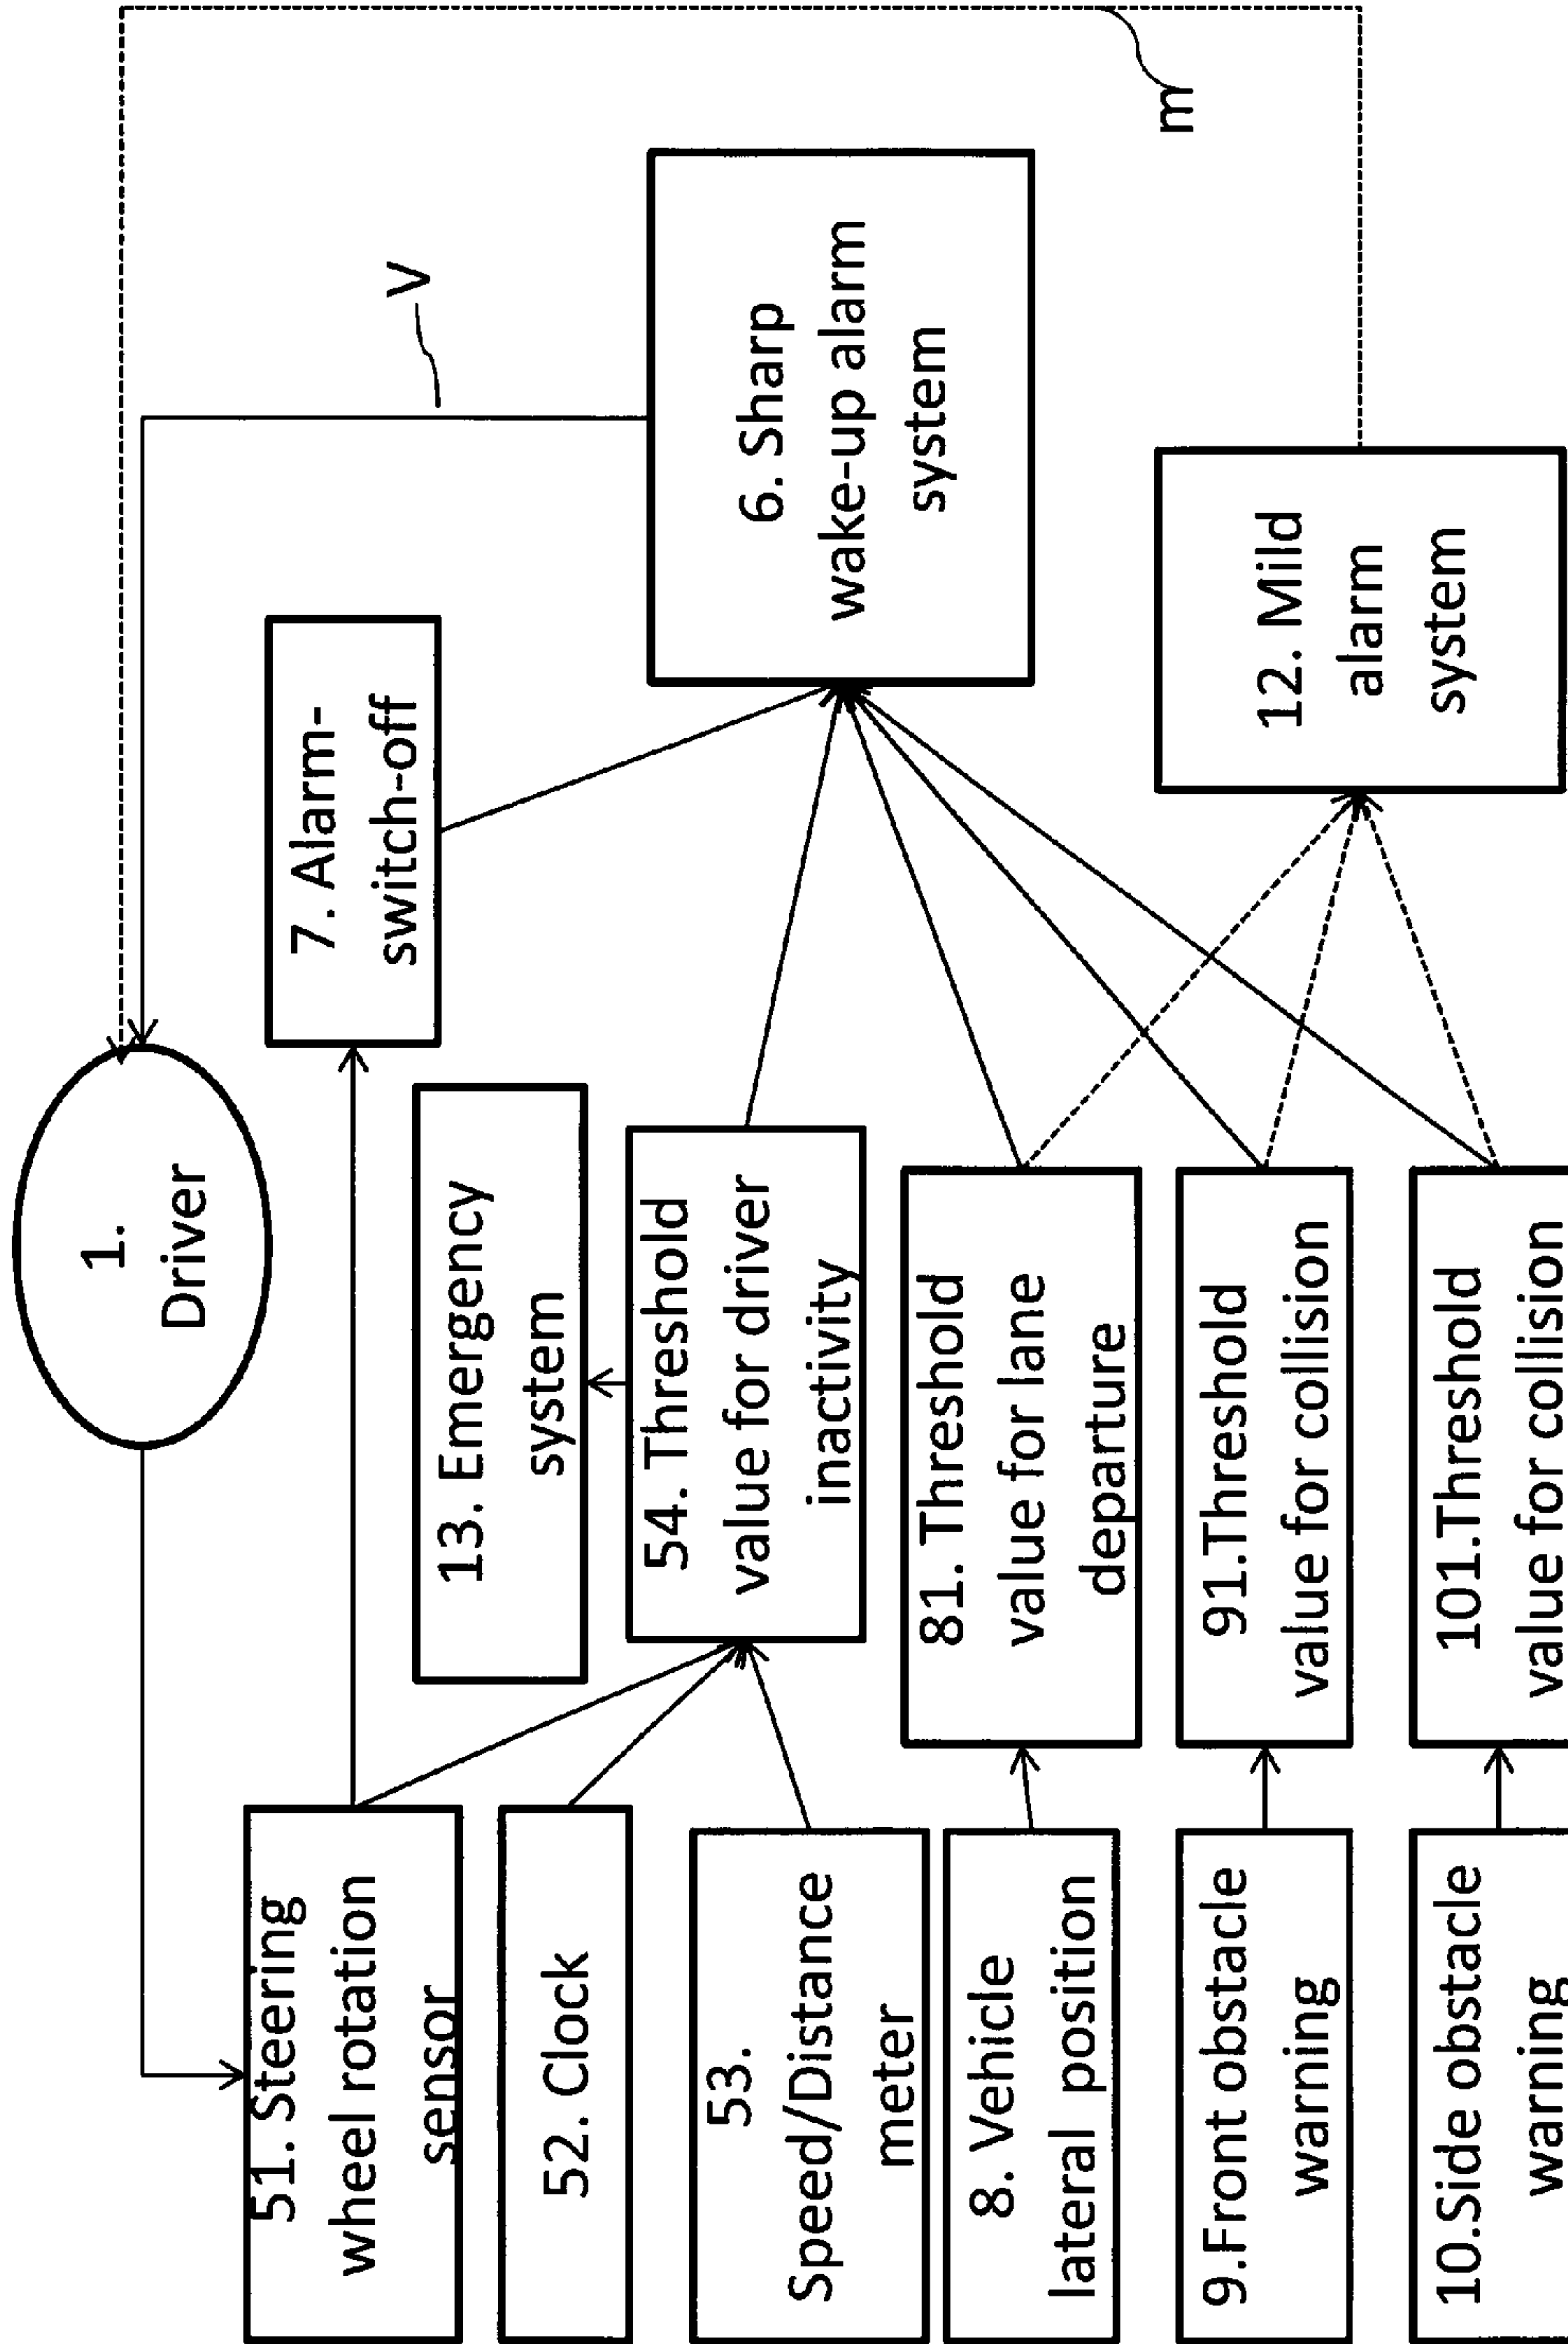 1.
Driver
51. Steering
wheel rotation
sensor
7. Alarm-
switch-off
13. Emergency
system
52. Clock
54. Threshold
value for driver
inactivity
V
6. Sharp
wake-up alarm
system
53.
Speed/Distance
meter
8. Vehicle
lateral position
81. Threshold
value for lane
departure
9.Front obstacle
warning
91.Threshold
value for collision
12. Mild
alarm
system
m
10.Side obstacle
warning
101.Threshold
value for collision